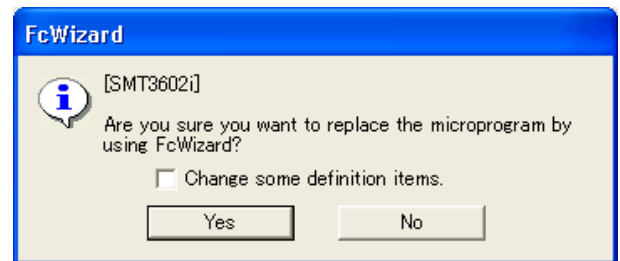 FcWizard
[SMT3602i]
Are you sure you want to replace the microprogram by
using FcWizard?
Change some definition items.
Yes No